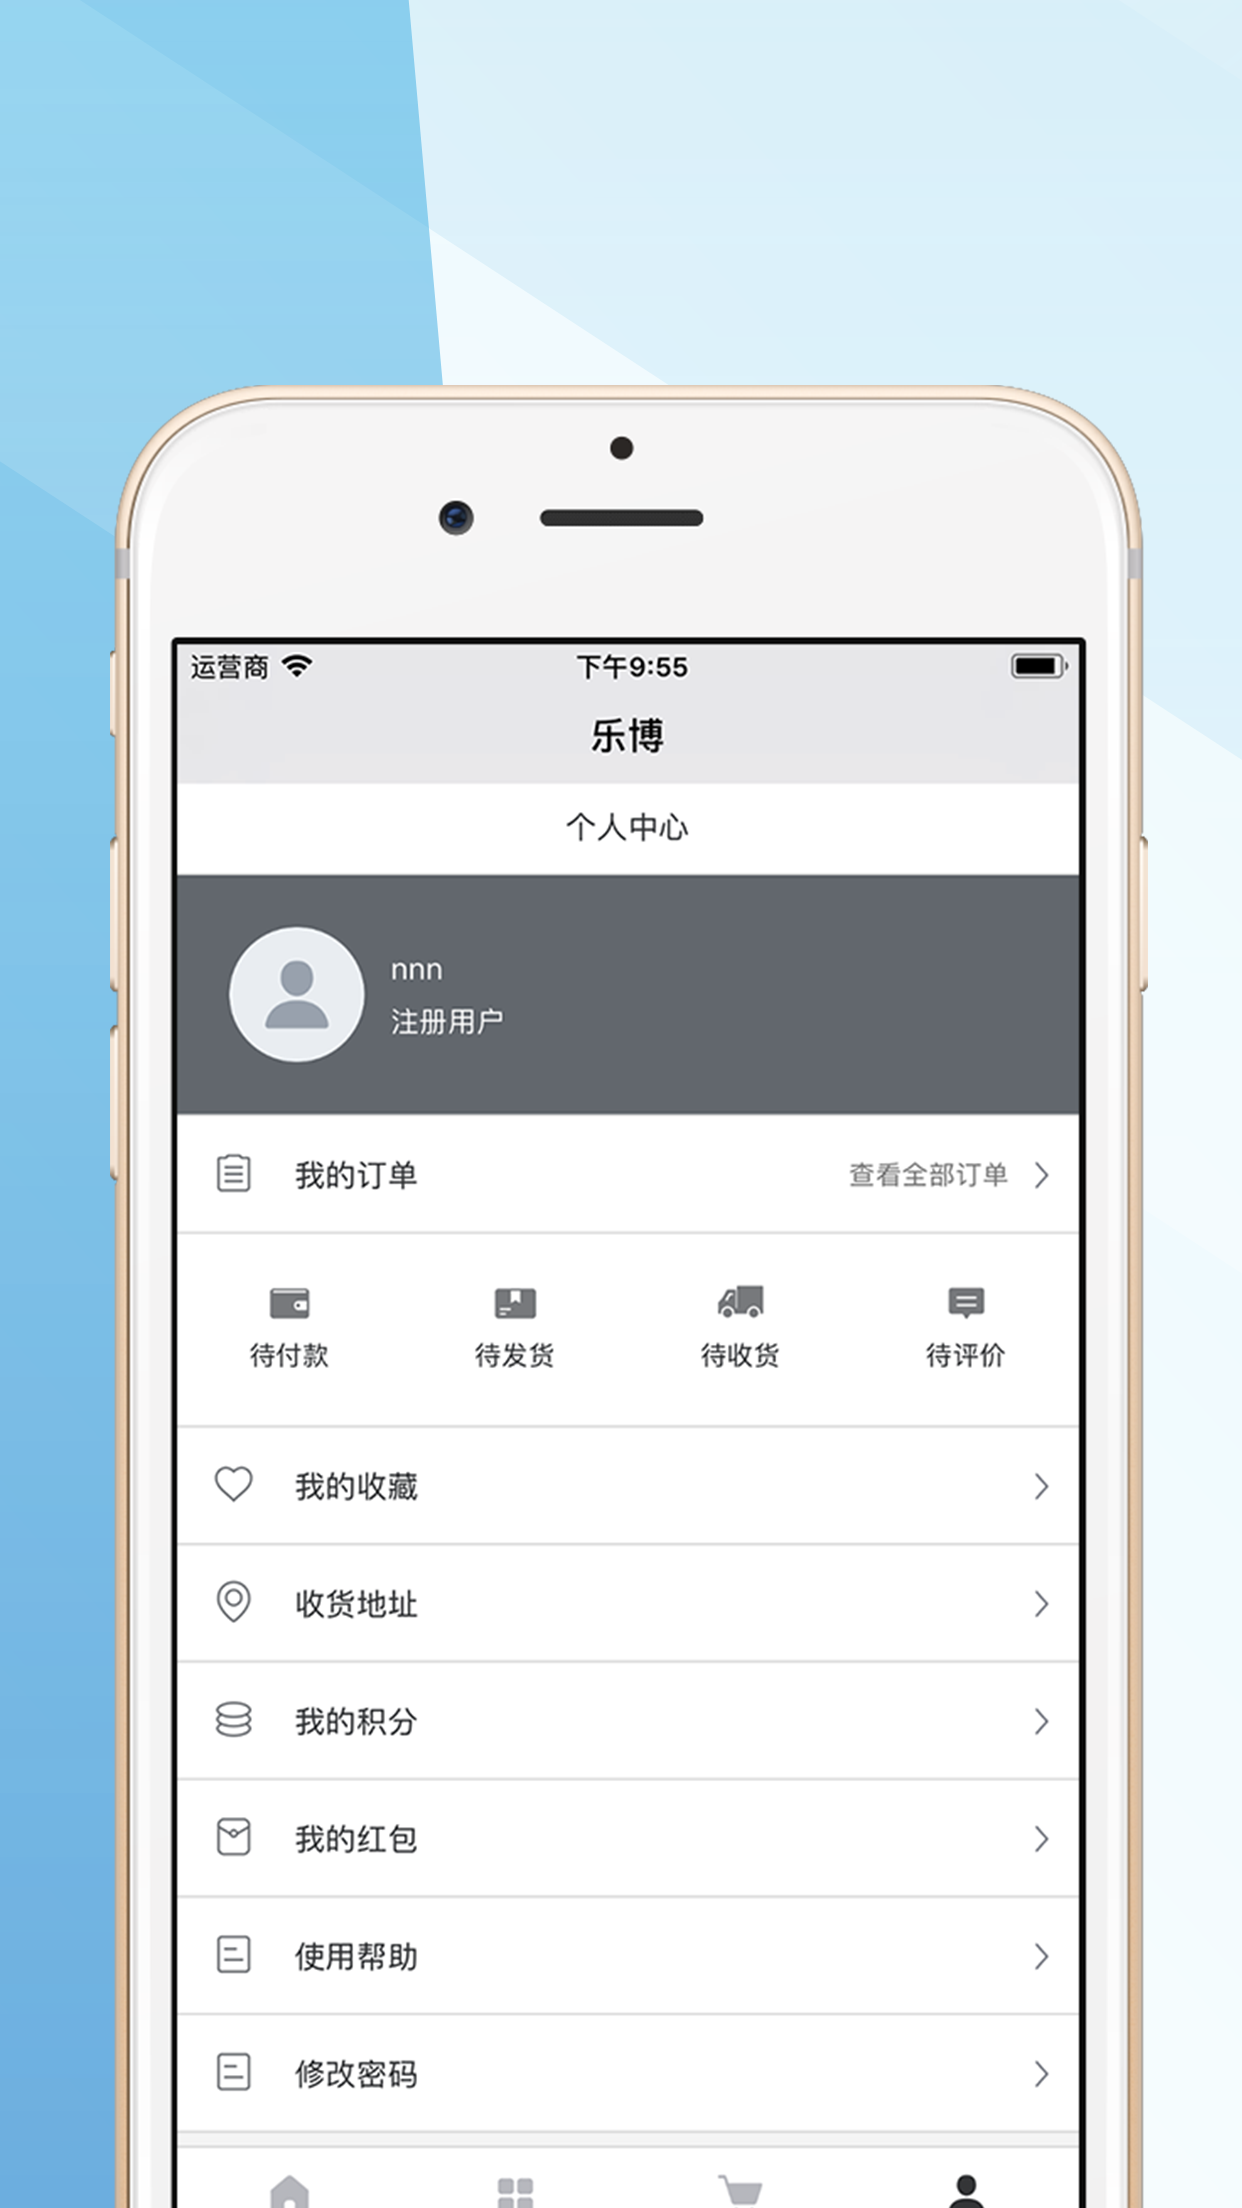 运营商 下午9:55
乐博
个人中心
nnn
注册用户
我的订单 查看全部订单
待付款 待发货 待收货 待评价
我的收藏
收货地址
我的积分
我的红包
使用帮助
修改密码